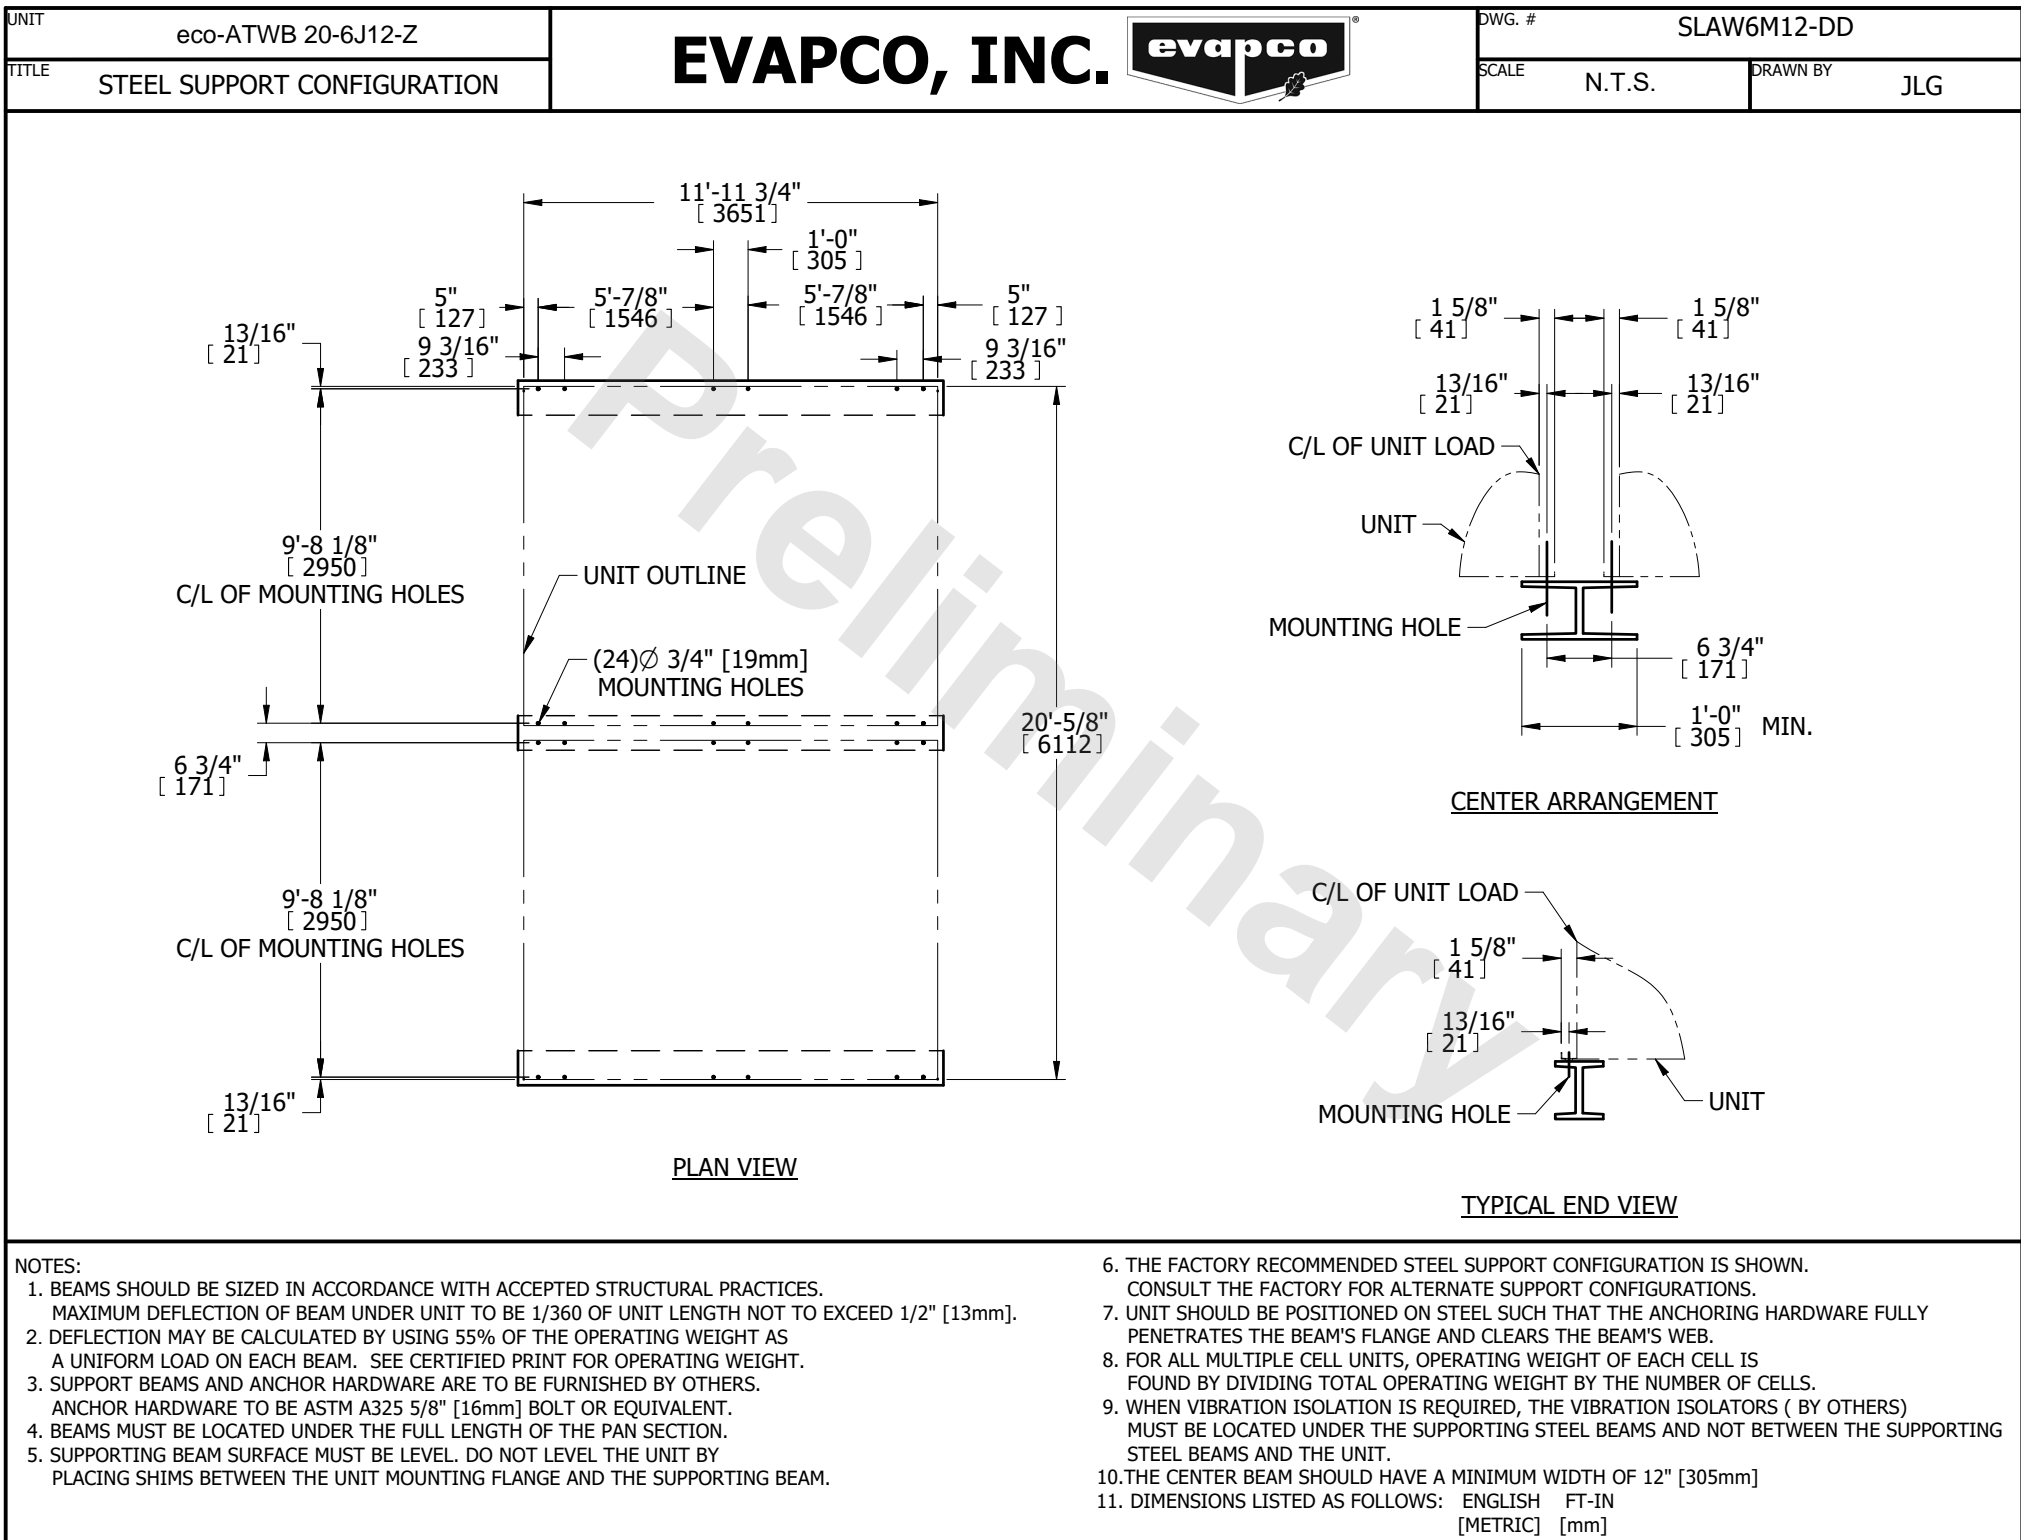 UNIT
eco-ATWB 20-6J12-Z
TITLE
STEEL SUPPORT CONFIGURATION
EVAPCO, INC.
evapco
®
DWG. #
SLAW6M12-DD
SCALE
N.T.S.
DRAWN BY
JLG
11'-11 3/4"
[ 3651 ]
1'-0"
[ 305 ]
5"
[ 127 ]
5'-7/8"
[ 1546 ]
5'-7/8"
[ 1546 ]
5"
[ 127 ]
13/16"
[ 21 ]
9 3/16"
[ 233 ]
9 3/16"
[ 233 ]
9'-8 1/8"
[ 2950 ]
C/L OF MOUNTING HOLES
UNIT OUTLINE
(24)Ø 3/4" [19mm]
MOUNTING HOLES
20'-5/8"
[ 6112 ]
6 3/4"
[ 171 ]
9'-8 1/8"
[ 2950 ]
C/L OF MOUNTING HOLES
13/16"
[ 21 ]
PLAN VIEW
1 5/8"
[ 41 ]
1 5/8"
[ 41 ]
13/16"
[ 21 ]
13/16"
[ 21 ]
C/L OF UNIT LOAD
UNIT
MOUNTING HOLE
6 3/4"
[ 171 ]
1'-0"
[ 305 ]
MIN.
CENTER ARRANGEMENT
C/L OF UNIT LOAD
1 5/8"
[ 41 ]
13/16"
[ 21 ]
MOUNTING HOLE
UNIT
TYPICAL END VIEW
Preliminary
NOTES:
1. BEAMS SHOULD BE SIZED IN ACCORDANCE WITH ACCEPTED STRUCTURAL PRACTICES.
MAXIMUM DEFLECTION OF BEAM UNDER UNIT TO BE 1/360 OF UNIT LENGTH NOT TO EXCEED 1/2" [13mm].
2. DEFLECTION MAY BE CALCULATED BY USING 55% OF THE OPERATING WEIGHT AS
A UNIFORM LOAD ON EACH BEAM. SEE CERTIFIED PRINT FOR OPERATING WEIGHT.
3. SUPPORT BEAMS AND ANCHOR HARDWARE ARE TO BE FURNISHED BY OTHERS.
ANCHOR HARDWARE TO BE ASTM A325 5/8" [16mm] BOLT OR EQUIVALENT.
4. BEAMS MUST BE LOCATED UNDER THE FULL LENGTH OF THE PAN SECTION.
5. SUPPORTING BEAM SURFACE MUST BE LEVEL. DO NOT LEVEL THE UNIT BY
PLACING SHIMS BETWEEN THE UNIT MOUNTING FLANGE AND THE SUPPORTING BEAM.
6. THE FACTORY RECOMMENDED STEEL SUPPORT CONFIGURATION IS SHOWN.
CONSULT THE FACTORY FOR ALTERNATE SUPPORT CONFIGURATIONS.
7. UNIT SHOULD BE POSITIONED ON STEEL SUCH THAT THE ANCHORING HARDWARE FULLY
PENETRATES THE BEAM'S FLANGE AND CLEARS THE BEAM'S WEB.
8. FOR ALL MULTIPLE CELL UNITS, OPERATING WEIGHT OF EACH CELL IS
FOUND BY DIVIDING TOTAL OPERATING WEIGHT BY THE NUMBER OF CELLS.
9. WHEN VIBRATION ISOLATION IS REQUIRED, THE VIBRATION ISOLATORS ( BY OTHERS)
MUST BE LOCATED UNDER THE SUPPORTING STEEL BEAMS AND NOT BETWEEN THE SUPPORTING
STEEL BEAMS AND THE UNIT.
10.THE CENTER BEAM SHOULD HAVE A MINIMUM WIDTH OF 12" [305mm]
11. DIMENSIONS LISTED AS FOLLOWS: ENGLISH FT-IN
[METRIC] [mm]